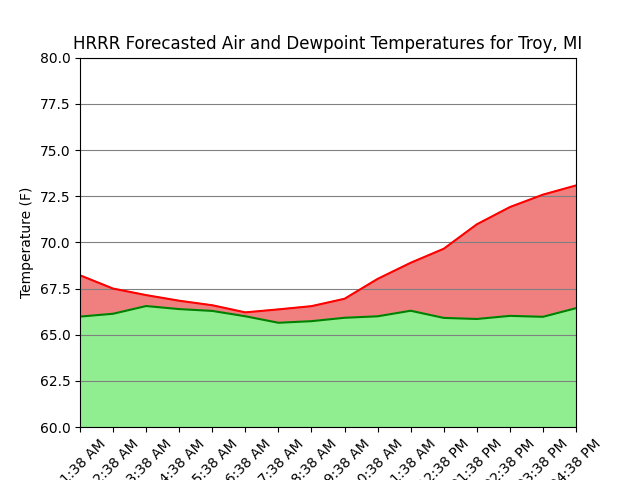 HRRR Forecasted Air and Dewpoint Temperatures for Troy, MI
80.0
77.5
75.0
72.5
70.0
67.5
65.0
62.5
60.0
Temperature (F)
1:38 AM
2:38 AM
3:38 AM
4:38 AM
5:38 AM
6:38 AM
7:38 AM
8:38 AM
9:38 AM
0:38 AM
1:38 AM
2:38 PM
01:38 PM
02:38 PM
03:38 PM
04:38 PM